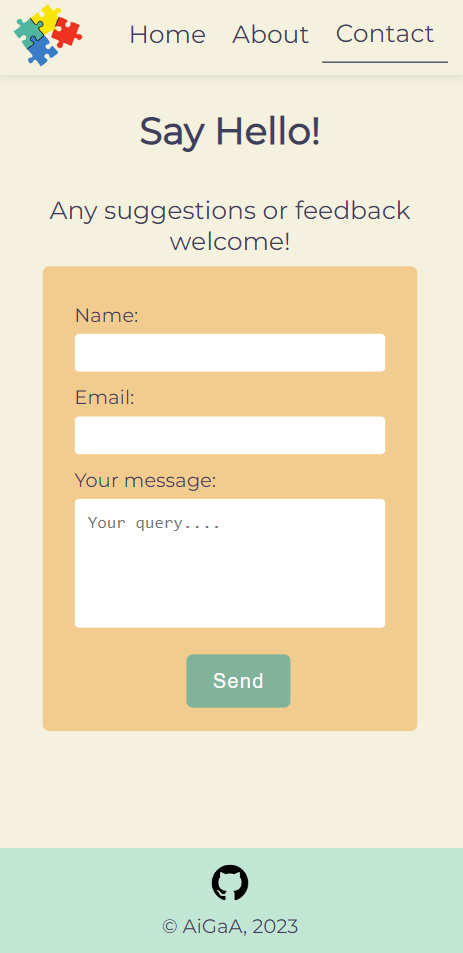 Home About Contact
Say Hello!
Any suggestions or feedback
welcome!
Name:
Email:
Your message:
Your query....
Send
© AiGaA, 2023